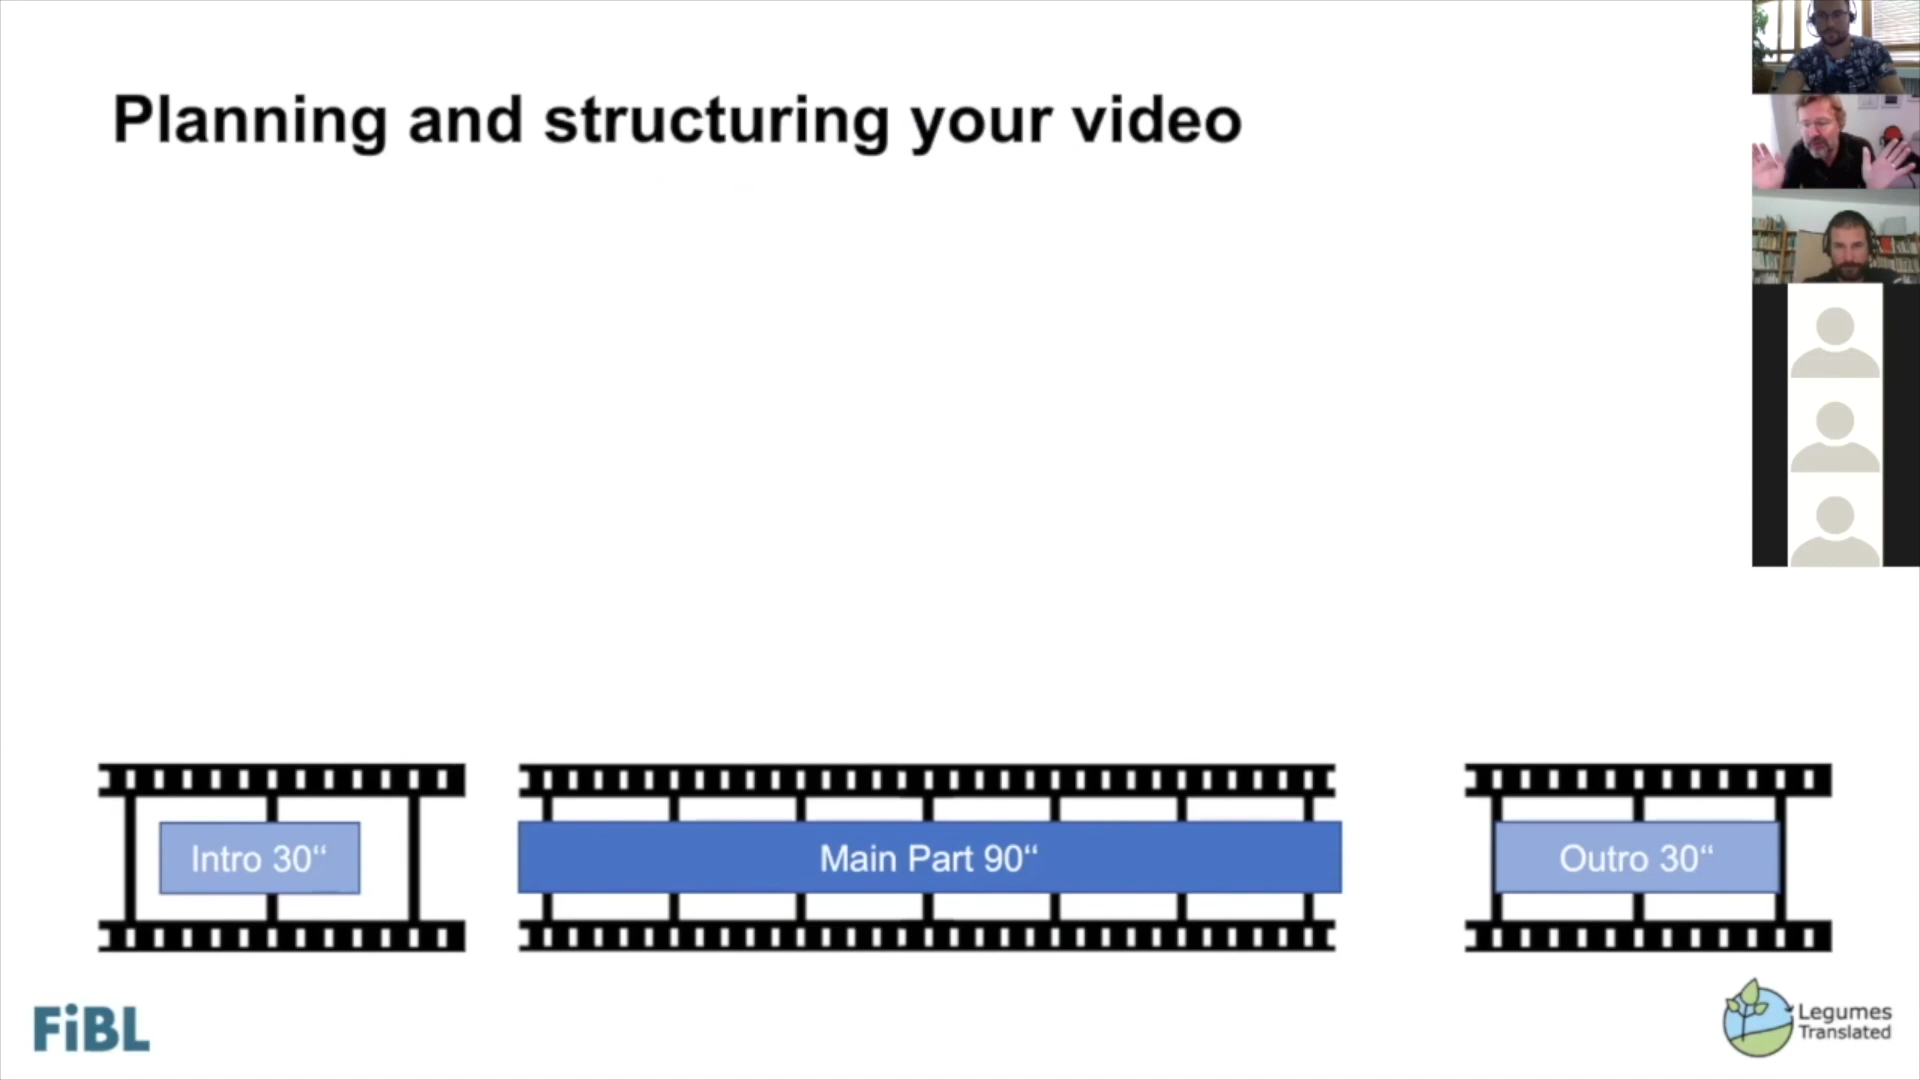 Planning and structuring your video
Intro 30“
Main Part 90“
Outro 30“
FiBL
Legumes
Translated